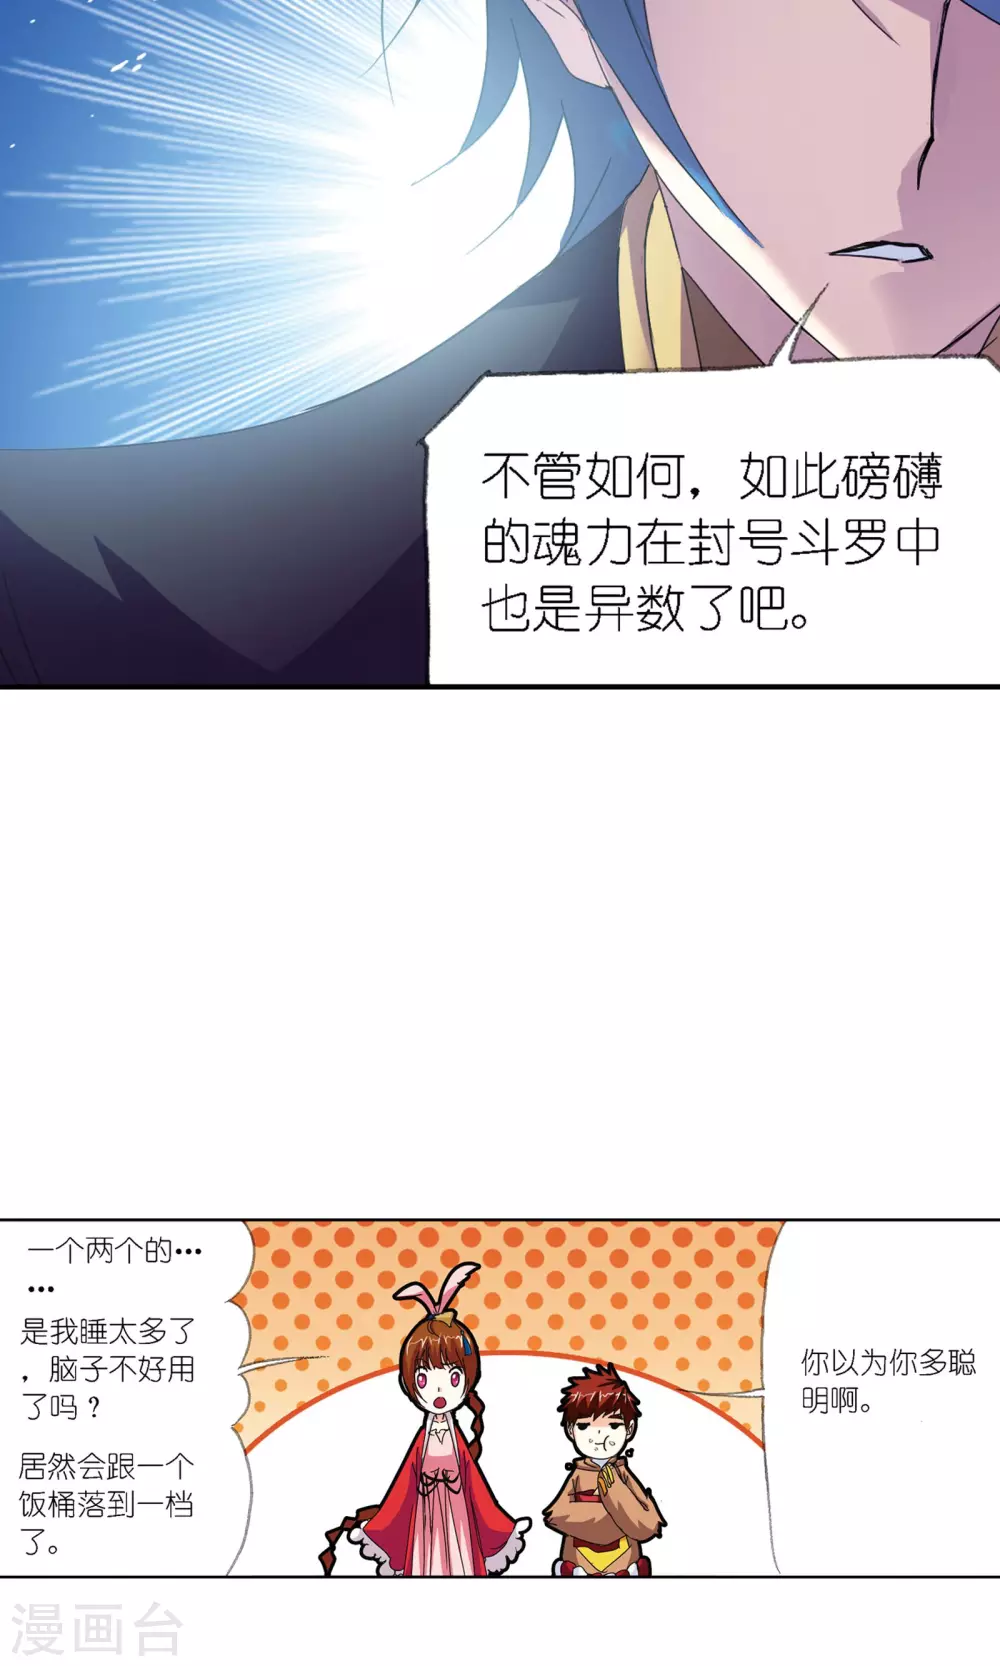 不管如何，如此磅礴
的魂力在封号斗罗中
也是异数了吧。
一个两个的……
……
是我睡太多了
，脑子不好用
了吗？
居然会跟一个
饭桶落到一档
了。
你以为你多聪
明啊。
漫画台